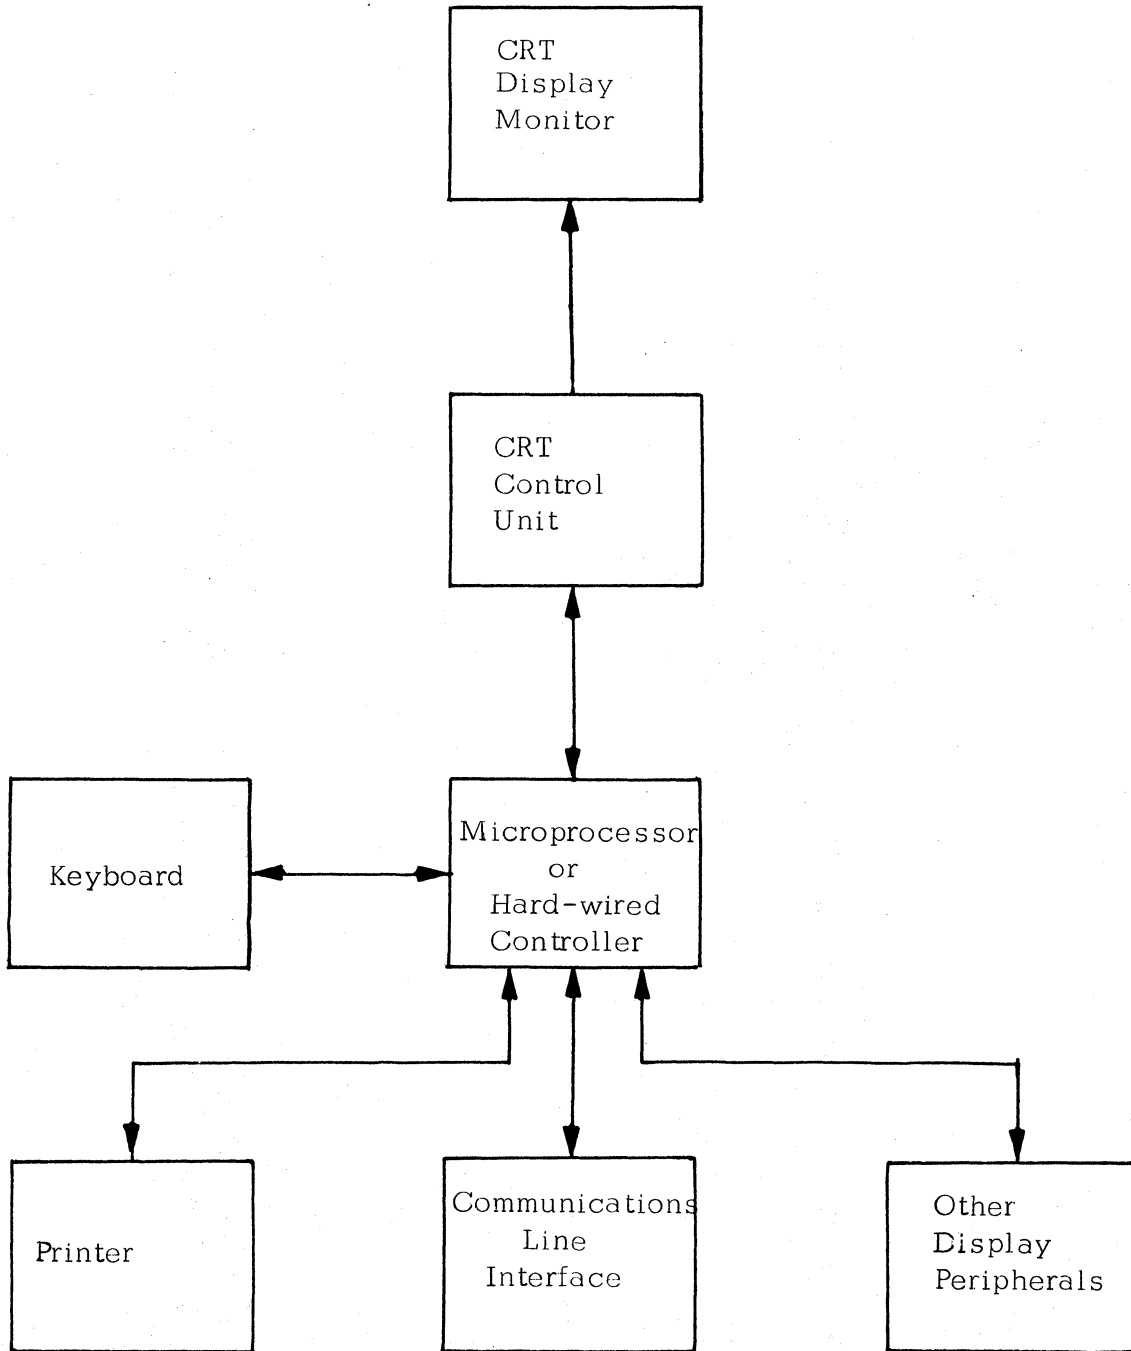 CRT
Display
Monitor
CRT
Control
Unit
Keyboard
Microprocessor
or
Hard-wired
Controller
Printer
Communications
Line
Interface
Other
Display
Peripherals